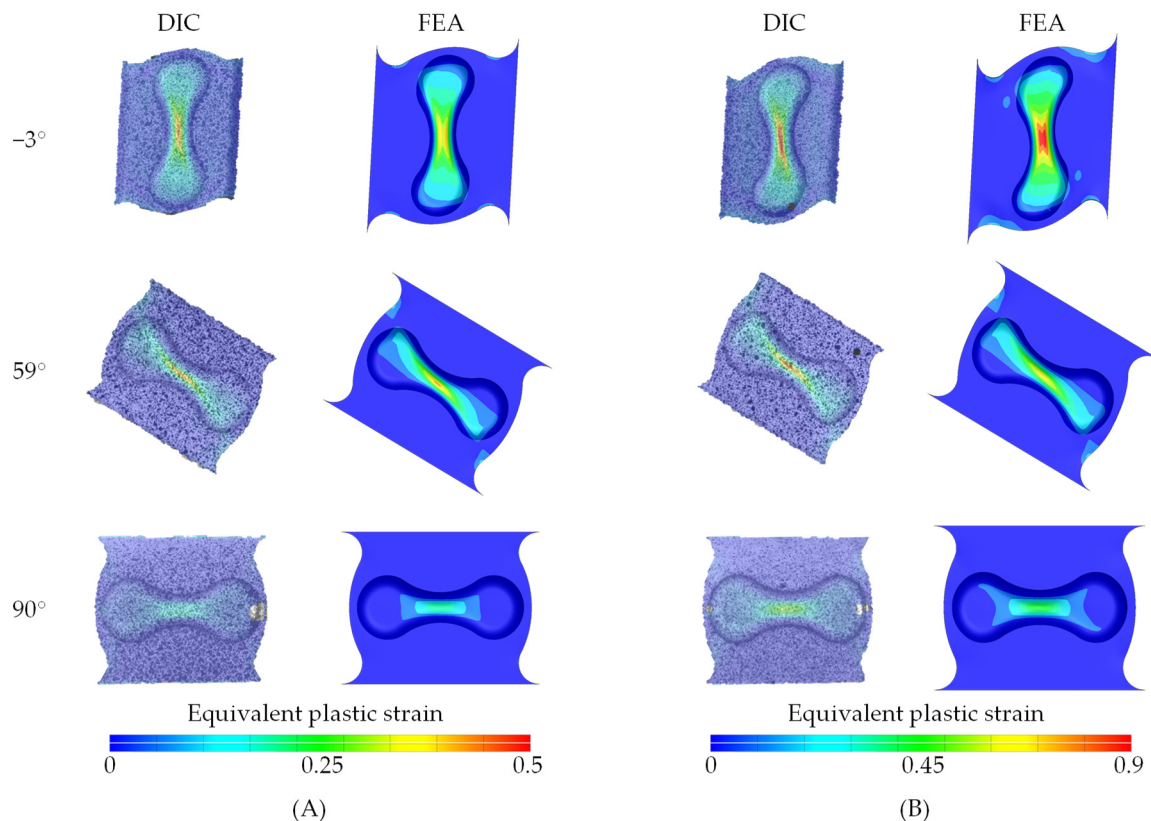 DIC FEA DIC FEA
–3°
59°
90°
Equivalent plastic strain Equivalent plastic strain
0 0.25 0.5 0 0.45 0.9
(A) (B)